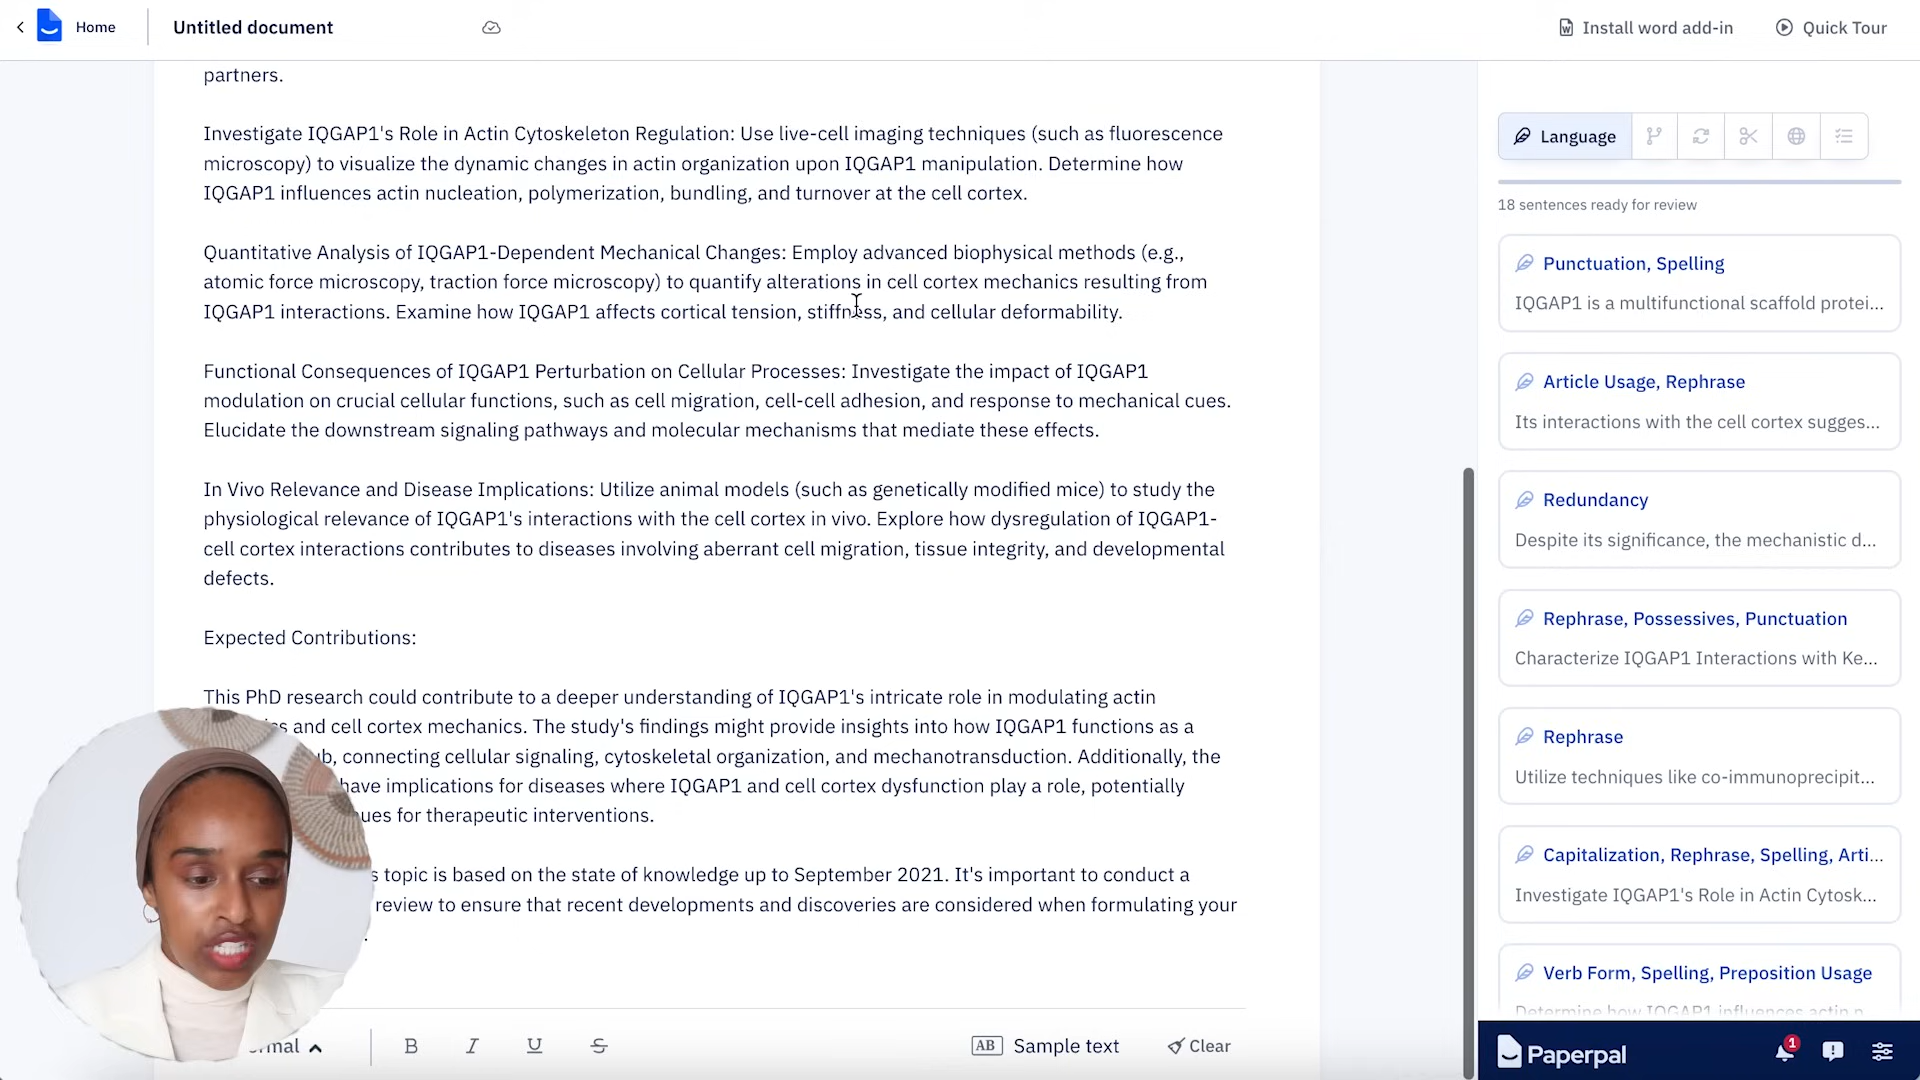 Home
Untitled document
Install word add-in
Quick Tour
partners.
Investigate IQGAP1's Role in Actin Cytoskeleton Regulation: Use live-cell imaging techniques (such as fluorescence
microscopy) to visualize the dynamic changes in actin organization upon IQGAP1 manipulation. Determine how
IQGAP1 influences actin nucleation, polymerization, bundling, and turnover at the cell cortex.
Quantitative Analysis of IQGAP1-Dependent Mechanical Changes: Employ advanced biophysical methods (e.g.,
atomic force microscopy, traction force microscopy) to quantify alterations in cell cortex mechanics resulting from
IQGAP1 interactions. Examine how IQGAP1 affects cortical tension, stiffness, and cellular deformability.
Functional Consequences of IQGAP1 Perturbation on Cellular Processes: Investigate the impact of IQGAP1
modulation on crucial cellular functions, such as cell migration, cell-cell adhesion, and response to mechanical cues.
Elucidate the downstream signaling pathways and molecular mechanisms that mediate these effects.
In Vivo Relevance and Disease Implications: Utilize animal models (such as genetically modified mice) to study the
physiological relevance of IQGAP1's interactions with the cell cortex in vivo. Explore how dysregulation of IQGAP1-
cell cortex interactions contributes to diseases involving aberrant cell migration, tissue integrity, and developmental
defects.
Expected Contributions:
This PhD research could contribute to a deeper understanding of IQGAP1's intricate role in modulating actin
and cell cortex mechanics. The study's findings might provide insights into how IQGAP1 functions as a
connecting cellular signaling, cytoskeletal organization, and mechanotransduction. Additionally, the
have implications for diseases where IQGAP1 and cell cortex dysfunction play a role, potentially
for therapeutic interventions.
topic is based on the state of knowledge up to September 2021. It's important to conduct a
review to ensure that recent developments and discoveries are considered when formulating your
B I U S
AB Sample text
Clear
Language
18 sentences ready for review
Punctuation, Spelling
IQGAP1 is a multifunctional scaffold protei...
Article Usage, Rephrase
Its interactions with the cell cortex sugges...
Redundancy
Despite its significance, the mechanistic d...
Rephrase, Possessives, Punctuation
Characterize IQGAP1 Interactions with Ke...
Rephrase
Utilize techniques like co-immunoprecipit...
Capitalization, Rephrase, Spelling, Arti...
Investigate IQGAP1's Role in Actin Cytosk...
Verb Form, Spelling, Preposition Usage
Determine how IQGAP1 influences actin n...
Paperpal
1